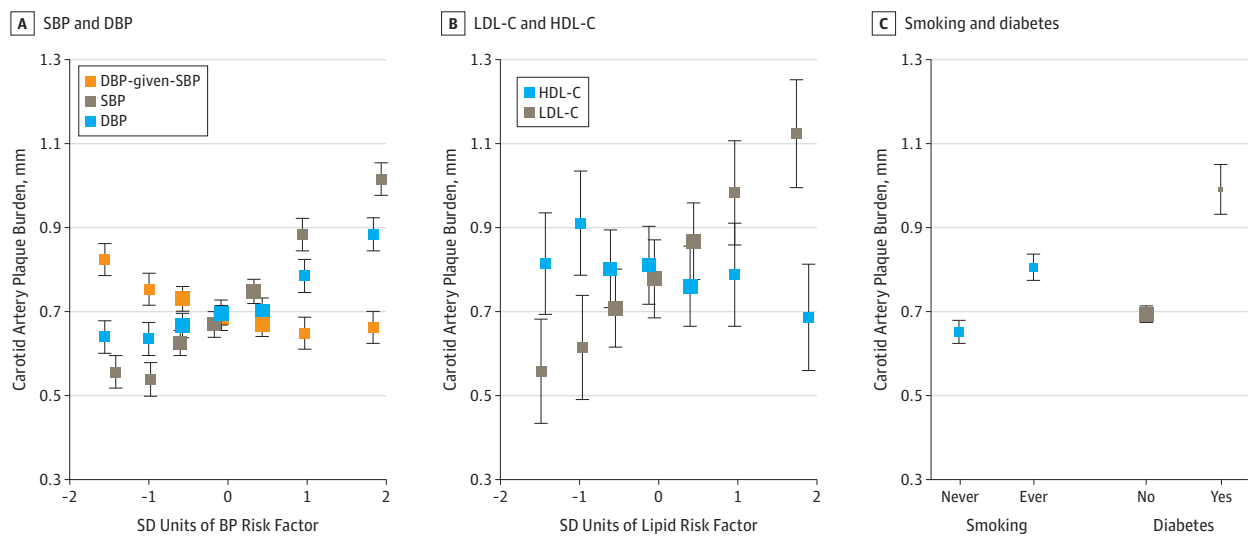 A SBP and DBP
Carotid Artery Plaque Burden, mm
1.3
1.1
0.9
0.7
0.5
0.3
DBP-given-SBP
SBP
DBP
-2 -1 0 1 2
SD Units of BP Risk Factor
B LDL-C and HDL-C
Carotid Artery Plaque Burden, mm
1.3
1.1
0.9
0.7
0.5
0.3
HDL-C
LDL-C
-2 -1 0 1 2
SD Units of Lipid Risk Factor
C Smoking and diabetes
Carotid Artery Plaque Burden, mm
1.3
1.1
0.9
0.7
0.5
0.3
Never Ever No Yes
Smoking Diabetes